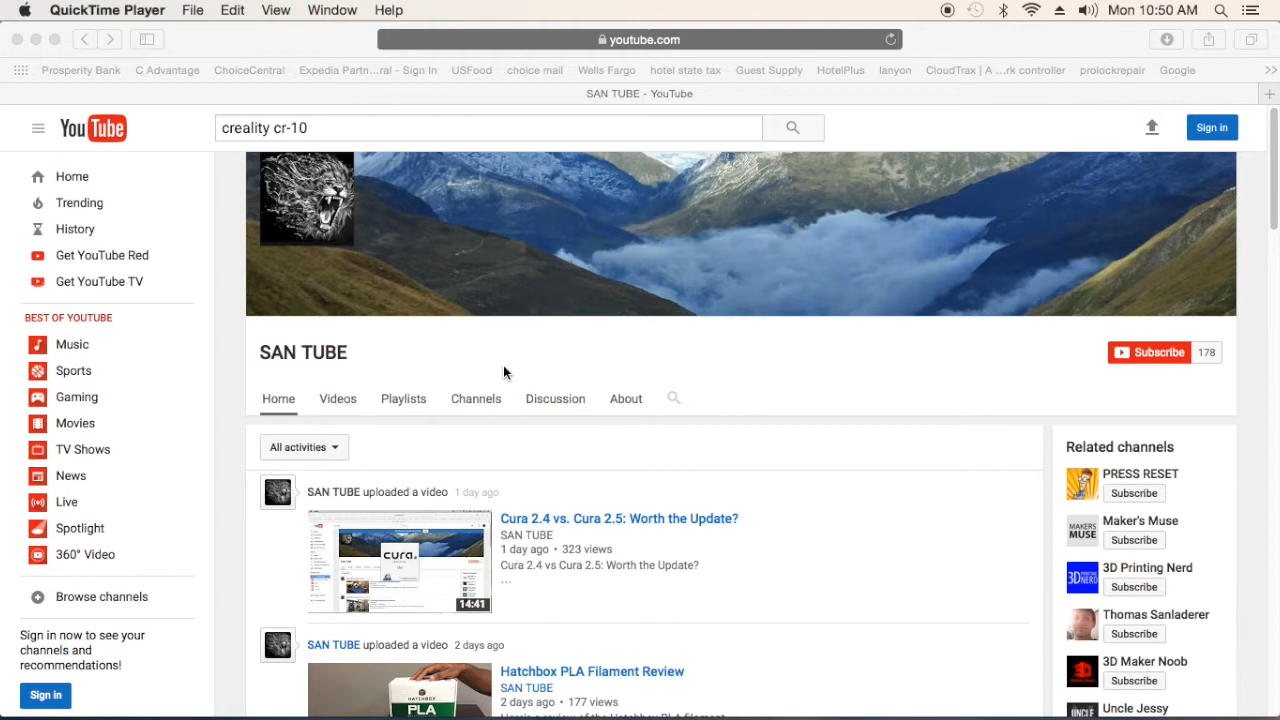 QuickTime Player File Edit View Window Help Mon 10:50 AM
youtube.com
Prosperity Bank C Advantage ChoiceCentral Expedia Partn...ral - Sign In USFood choice mail Wells Fargo hotel state tax Guest Supply HotelPlus lanyon CloudTrax | A ...rk controller prolockrepair Google
SAN TUBE - YouTube
YouTube
creality cr-10
Sign in
Home
Trending
History
Get YouTube Red
Get YouTube TV
BEST OF YOUTUBE
Music
Sports
Gaming
Movies
TV Shows
News
Live
Spotlight
360° Video
Browse channels
Sign in now to see your
channels and
recommendations!
Sign in
SAN TUBE
Subscribe 178
Home Videos Playlists Channels Discussion About
All activities
SAN TUBE uploaded a video 1 day ago
Cura 2.4 vs. Cura 2.5: Worth the Update?
SAN TUBE
1 day ago • 323 views
Cura 2.4 vs Cura 2.5: Worth the Update?
...
cura.
14:41
SAN TUBE uploaded a video 2 days ago
Hatchbox PLA Filament Review
SAN TUBE
2 days ago • 177 views
Here's a review of the Hatchbox PLA filament
HATCHBOX
PLA
Related channels
PRESS RESET
Subscribe
MAKERS
MUSE
Maker's Muse
Subscribe
3D Printing Nerd
Subscribe
Thomas Sanladerer
Subscribe
3D Maker Noob
Subscribe
UNCLE
Uncle Jessy